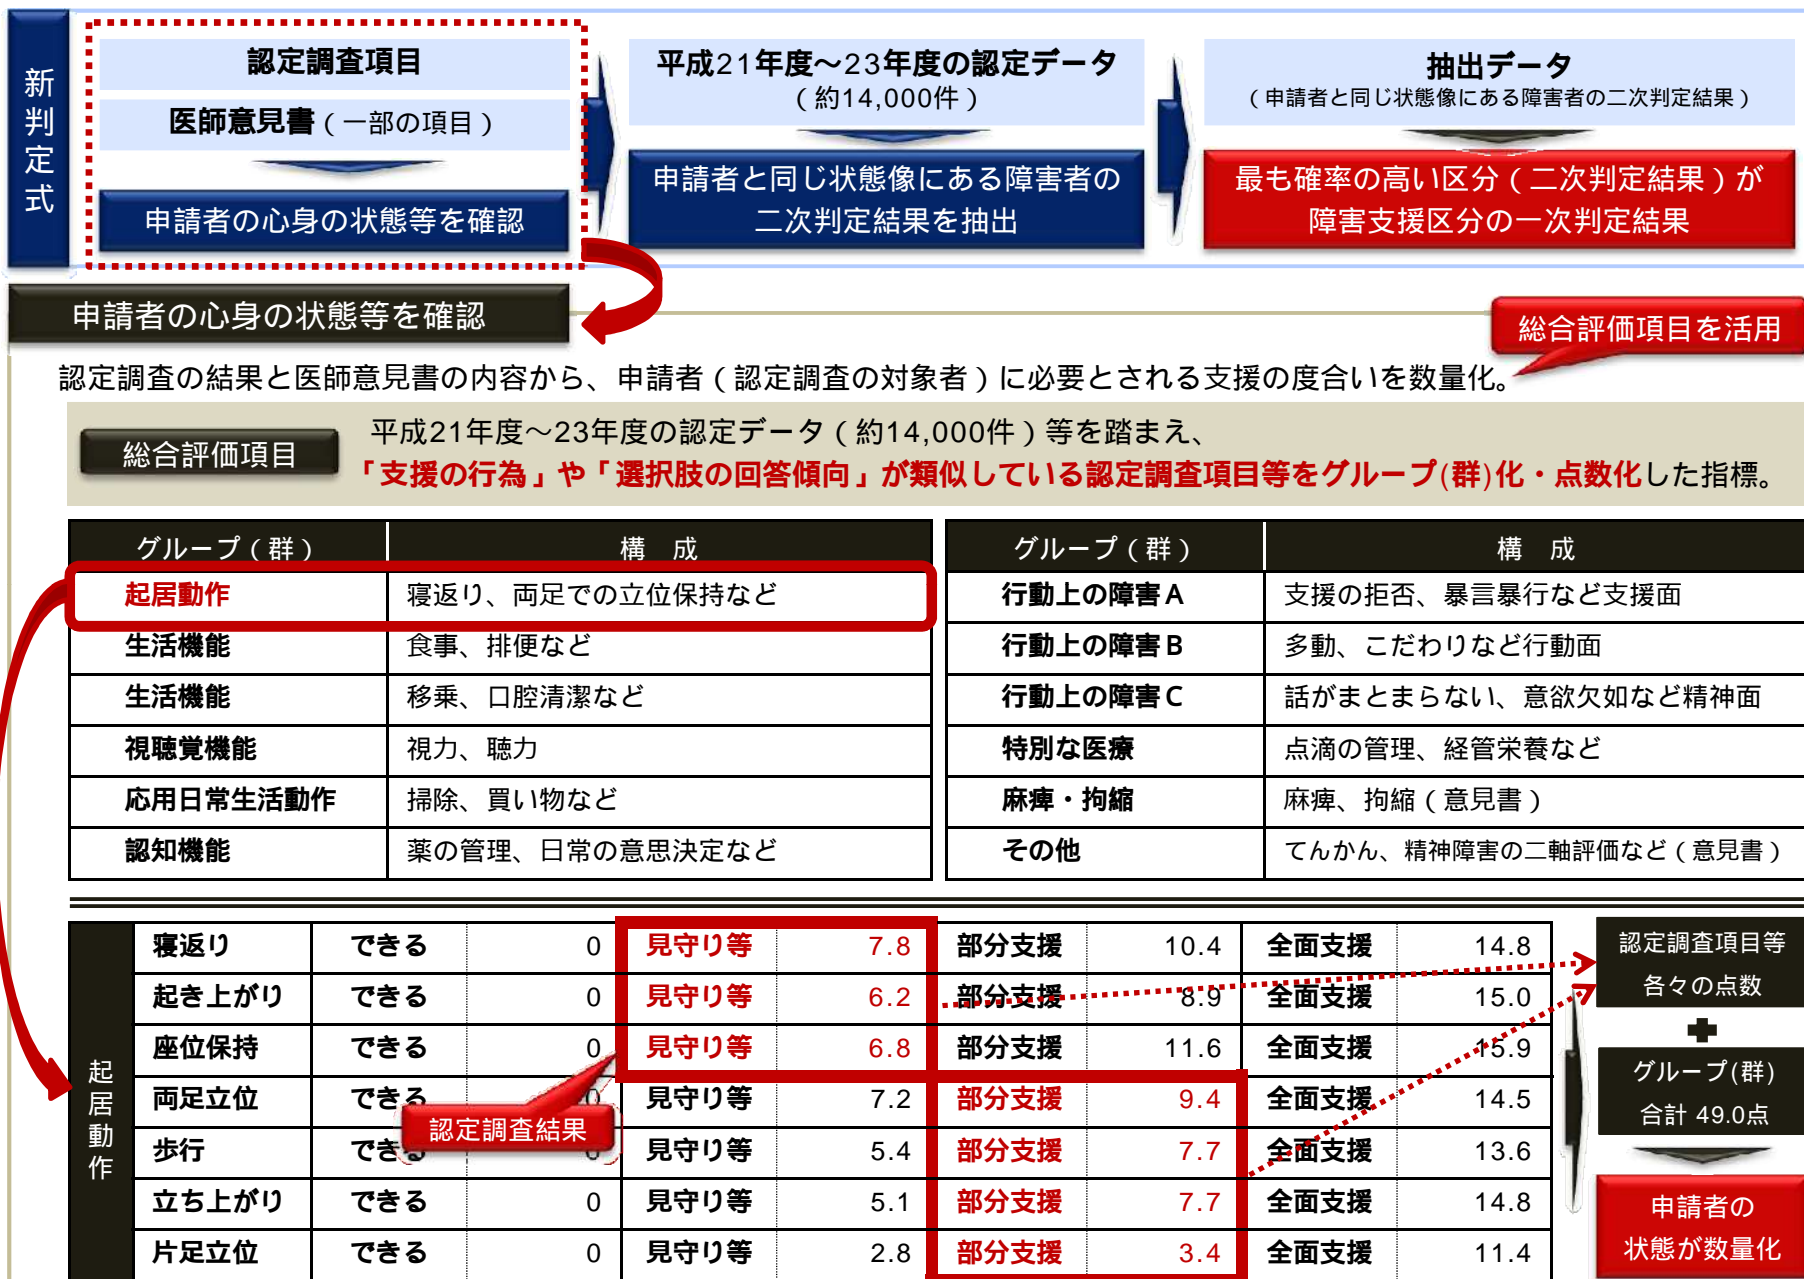 新判定式
認定調査項目
医師意見書（一部の項目）
申請者の心身の状態等を確認
平成21年度～23年度の認定データ
（約14,000件）
申請者と同じ状態像にある障害者の
二次判定結果を抽出
抽出データ
（申請者と同じ状態像にある障害者の二次判定結果）
最も確率の高い区分（二次判定結果）が
障害支援区分の一次判定結果
申請者の心身の状態等を確認
総合評価項目を活用
認定調査の結果と医師意見書の内容から、申請者（認定調査の対象者）に必要とされる支援の度合いを数量化。
総合評価項目
平成21年度～23年度の認定データ（約14,000件）等を踏まえ、
「支援の行為」や「選択肢の回答傾向」が類似している認定調査項目等をグループ(群)化・点数化した指標。
グループ（群） 構　成
起居動作 寝返り、両足での立位保持など
生活機能 食事、排便など
生活機能 移乗、口腔清潔など
視聴覚機能 視力、聴力
応用日常生活動作 掃除、買い物など
認知機能 薬の管理、日常の意思決定など
グループ（群） 構　成
行動上の障害Ａ 支援の拒否、暴言暴行など支援面
行動上の障害Ｂ 多動、こだわりなど行動面
行動上の障害Ｃ 話がまとまらない、意欲欠如など精神面
特別な医療 点滴の管理、経管栄養など
麻痺・拘縮 麻痺、拘縮（意見書）
その他 てんかん、精神障害の二軸評価など（意見書）
起居動作
寝返り できる 0 見守り等 7.8 部分支援 10.4 全面支援 14.8
起き上がり できる 0 見守り等 6.2 部分支援 8.9 全面支援 15.0
座位保持 できる 0 見守り等 6.8 部分支援 11.6 全面支援 15.9
両足立位 できる 0 見守り等 7.2 部分支援 9.4 全面支援 14.5
歩行 できる 0 見守り等 5.4 部分支援 7.7 全面支援 13.6
立ち上がり できる 0 見守り等 5.1 部分支援 7.7 全面支援 14.8
片足立位 できる 0 見守り等 2.8 部分支援 3.4 全面支援 11.4
認定調査結果
認定調査項目等
各々の点数
グループ(群)
合計 49.0点
申請者の
状態が数量化